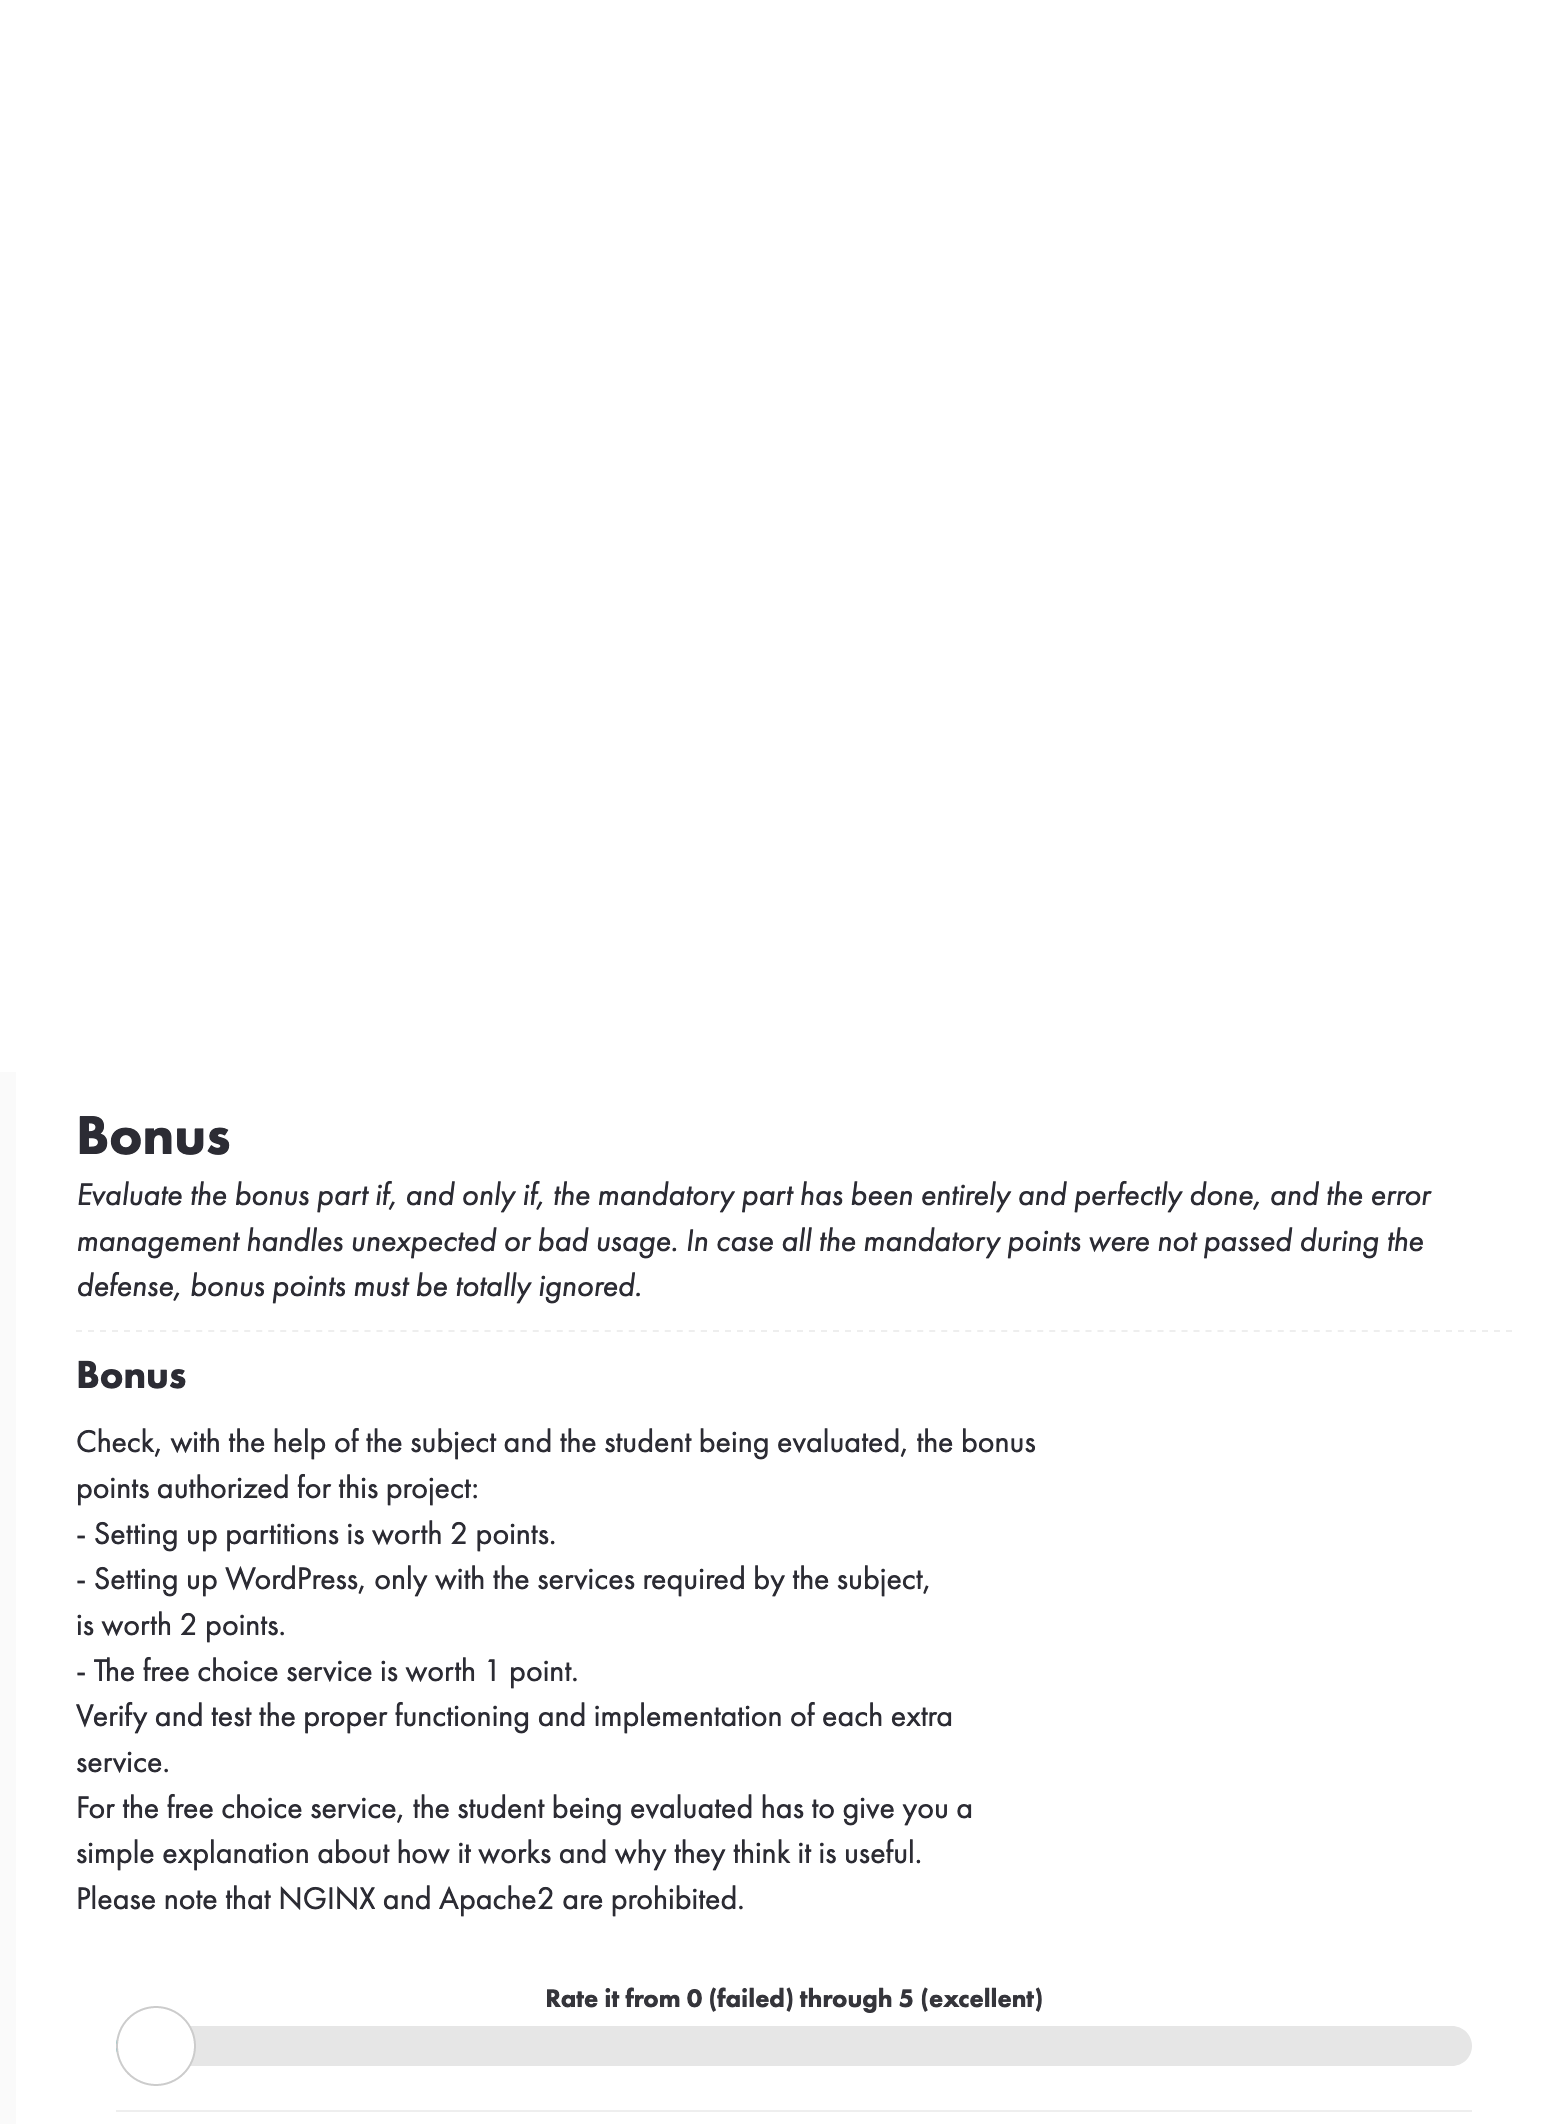 Bonus
Evaluate the bonus part if, and only if, the mandatory part has been entirely and perfectly done, and the error
management handles unexpected or bad usage. In case all the mandatory points were not passed during the
defense, bonus points must be totally ignored.
Bonus
Check, with the help of the subject and the student being evaluated, the bonus
points authorized for this project:
- Setting up partitions is worth 2 points.
- Setting up WordPress, only with the services required by the subject,
is worth 2 points.
- The free choice service is worth 1 point.
Verify and test the proper functioning and implementation of each extra
service.
For the free choice service, the student being evaluated has to give you a
simple explanation about how it works and why they think it is useful.
Please note that NGINX and Apache2 are prohibited.
Rate it from 0 (failed) through 5 (excellent)